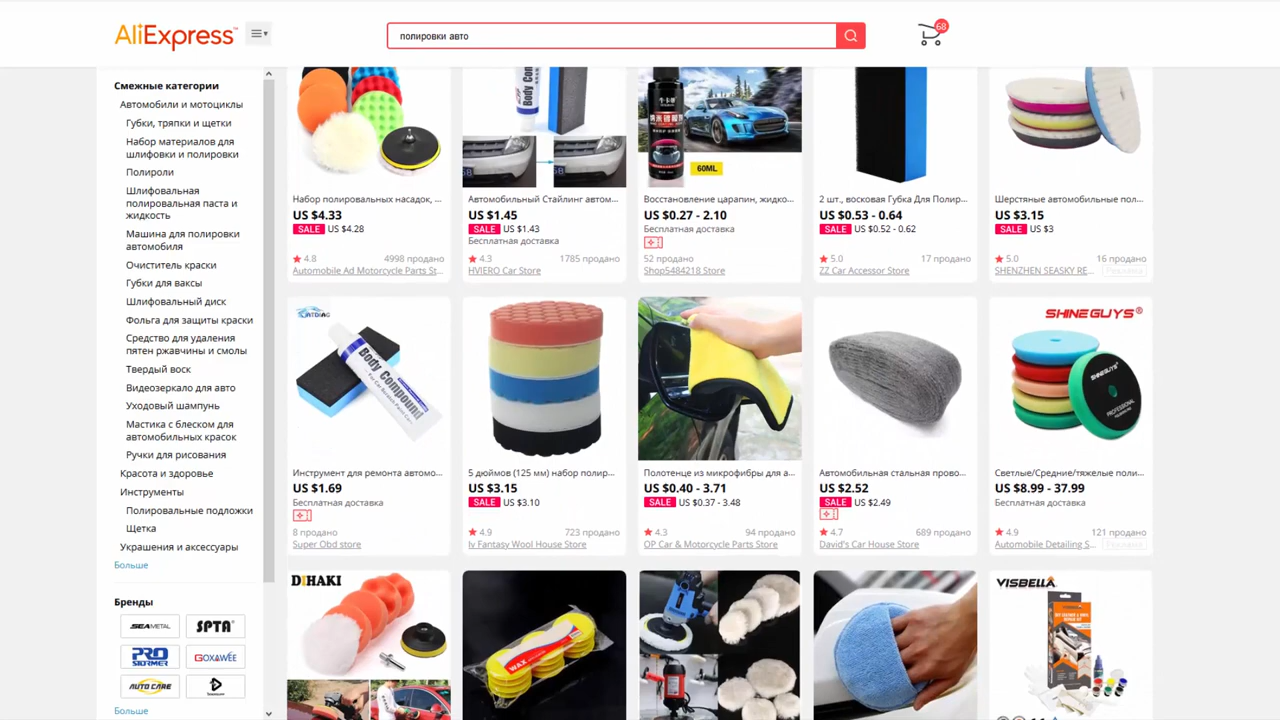 AliExpress™
полировки авто
68
Смежные категории
Автомобили и мотоциклы
Губки, тряпки и щетки
Набор материалов для
шлифовки и полировки
Полироли
Шлифовальная
полировальная паста и
жидкость
Машина для полировки
автомобиля
Очиститель краски
Губки для ваксы
Шлифовальный диск
Фольга для защиты краски
Средство для удаления
пятен ржавчины и смолы
Твердый воск
Видеозеркало для авто
Уходовый шампунь
Мастика с блеском для
автомобильных красок
Ручки для рисования
Красота и здоровье
Инструменты
Полировальные подложки
Щетка
Украшения и аксессуары
Больше
Бренды
SEAMETAL
SPTA
PRO STORMER
GOXAWEE
AUTO CARE
Больше
Body Com
60ML
Набор полировальных насадок, ...
US $4.33
SALE US $4.28
4.8 4998 продано
Automobile Ad Motorcycle Parts St...
Автомобильный Стайлинг автом...
US $1.45
SALE US $1.43
Бесплатная доставка
4.3 1785 продано
HVIERO Car Store
Восстановление царапин, жидко...
US $0.27 - 2.10
Бесплатная доставка
52 продано
Shop5484218 Store
2 шт., восковая Губка Для Полир...
US $0.53 - 0.64
SALE US $0.52 - 0.62
5.0 17 продано
ZZ Car Accessor Store
Шерстяные автомобильные пол...
US $3.15
SALE US $3
5.0 16 продано
SHENZHEN SEASKY RE...
Реклама
Body Compound
SHINE GUYS®
SHINE GUYS
PROFESSIONAL
Инструмент для ремонта автомо...
US $1.69
Бесплатная доставка
8 продано
Super Obd store
5 дюймов (125 мм) набор полир...
US $3.15
SALE US $3.10
4.9 723 продано
Iv Fantasy Wool House Store
Полотенце из микрофибры для а...
US $0.40 - 3.71
SALE US $0.37 - 3.48
4.3 94 продано
OP Car & Motorcycle Parts Store
Автомобильная стальная прово...
US $2.52
SALE US $2.49
4.7 689 продано
David's Car House Store
Светлые/Средние/тяжелые поли...
US $8.99 - 37.99
Бесплатная доставка
4.9 121 продано
Automobile Detailing S...
Реклама
DIHAKI
WAX
VISBELLA®